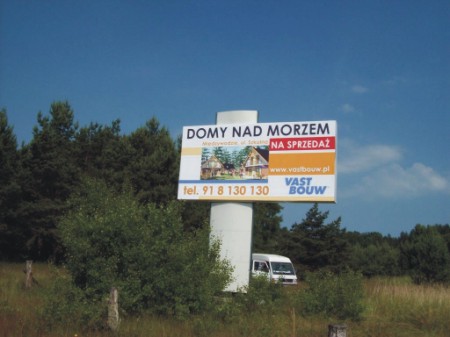 DOMY NAD MORZEM
NA SPRZEDAŻ
www.vastbouw.pl
tel. 91 8 130 130
VAST
BOUW